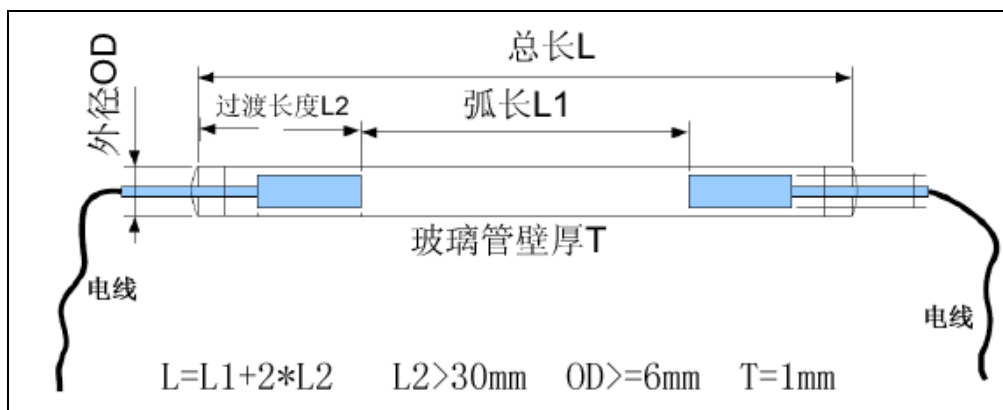 总长L
外径OD
过渡长度L2
弧长L1
玻璃管壁厚T
电线
电线
L=L1+2*L2 L2>30mm OD>=6mm T=1mm